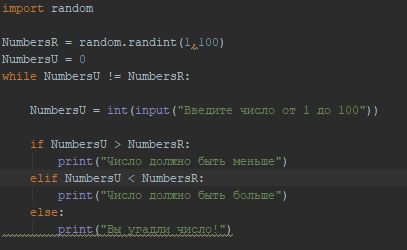 import random
NumbersR = random.randint(1,100)
NumbersU = 0
while NumbersU != NumbersR:
NumbersU = int(input("Введите число от 1 до 100"))
if NumbersU > NumbersR:
print("Число должно быть меньше")
elif NumbersU < NumbersR:
print("Число должно быть больше")
else:
print("Вы угадли число!")